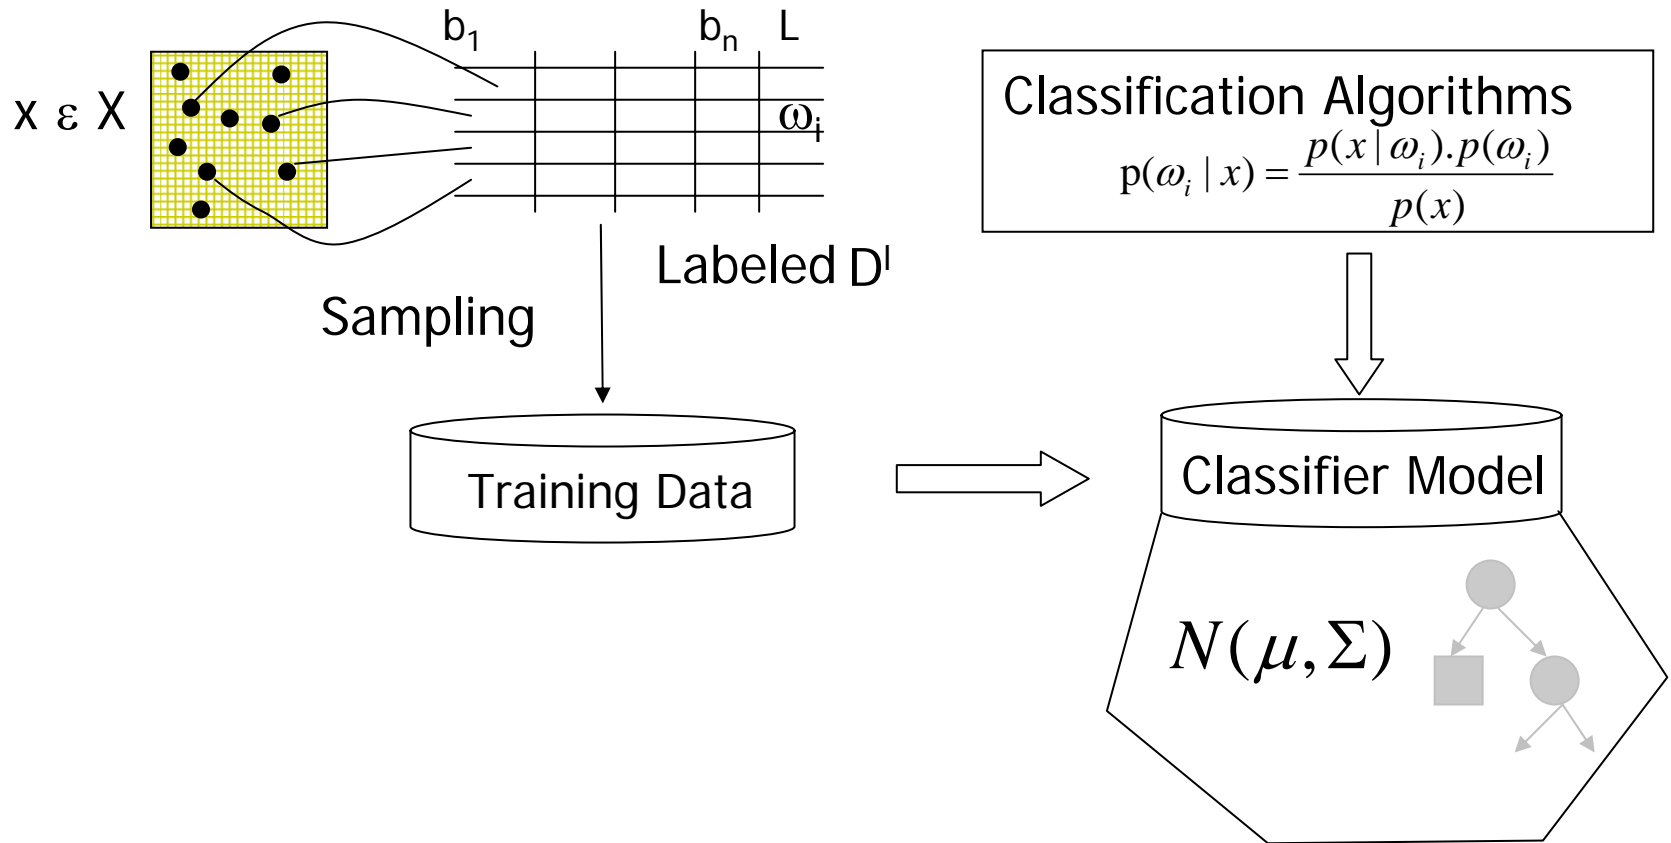 b₁ bₙ L
x ε X
ωᵢ
Labeled Dˡ
Sampling
Training Data
Classification Algorithms
p(ωᵢ | x) = p(x | ωᵢ).p(ωᵢ) / p(x)
Classifier Model
N(μ,Σ)